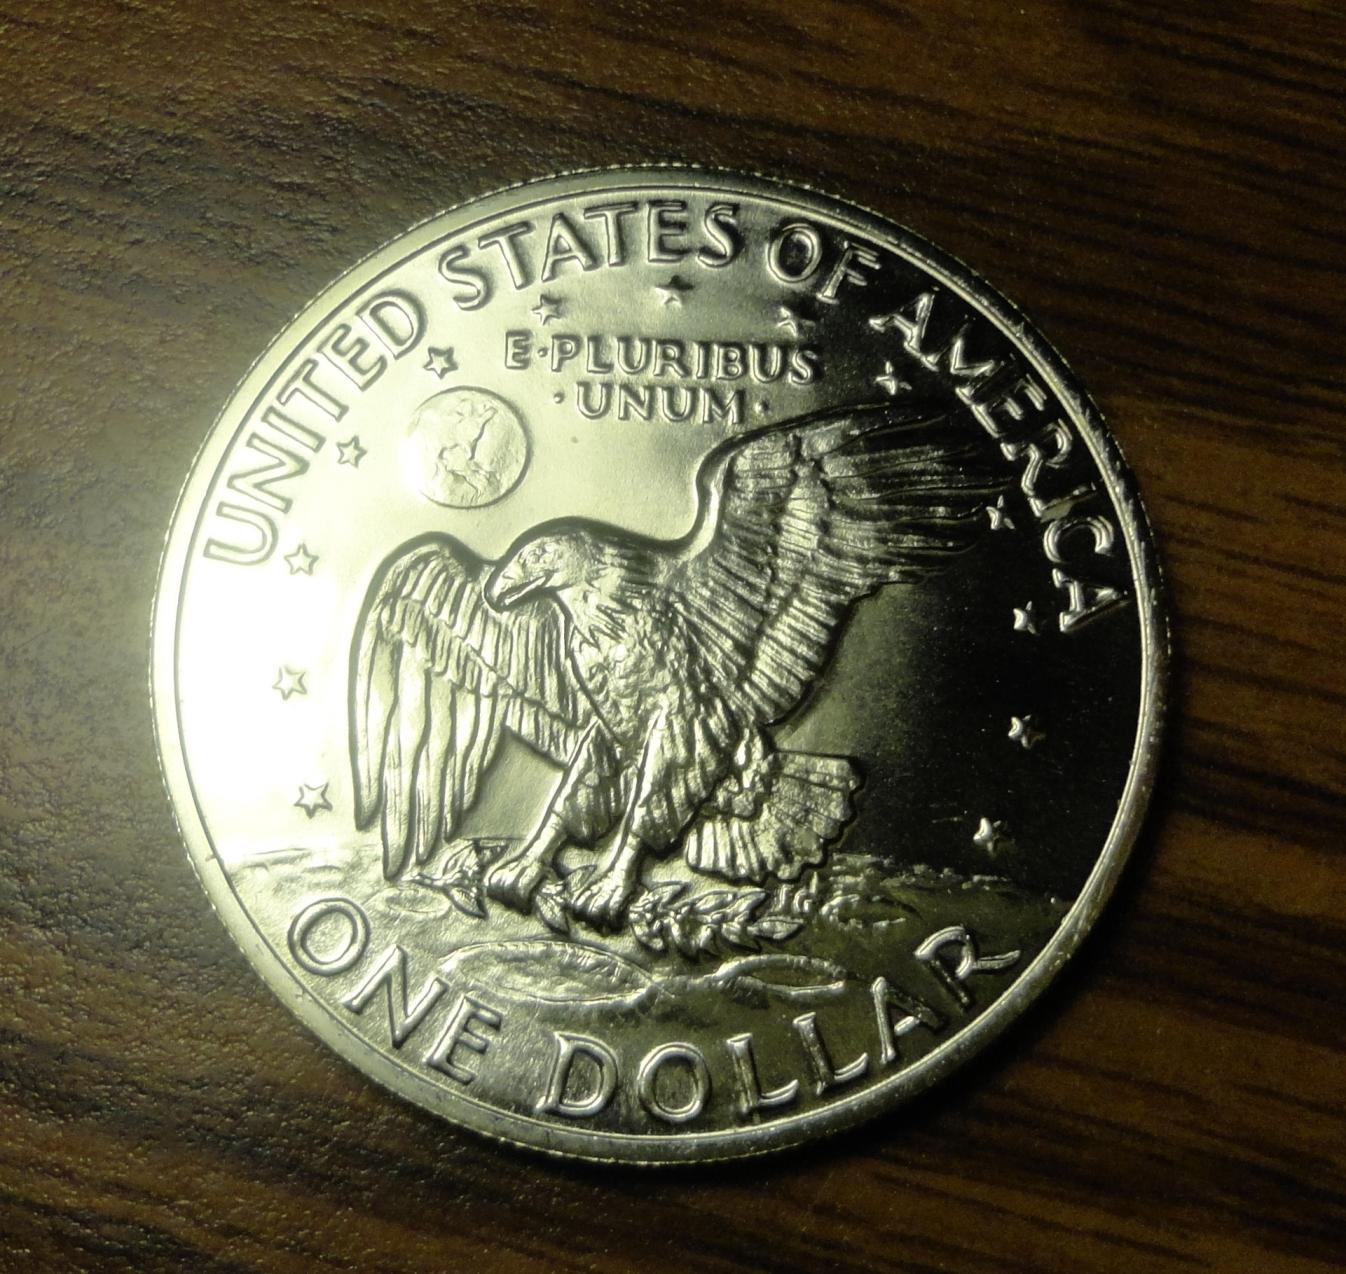 UNITED STATES OF AMERICA
E·PLURIBUS
·UNUM·
ONE DOLLAR